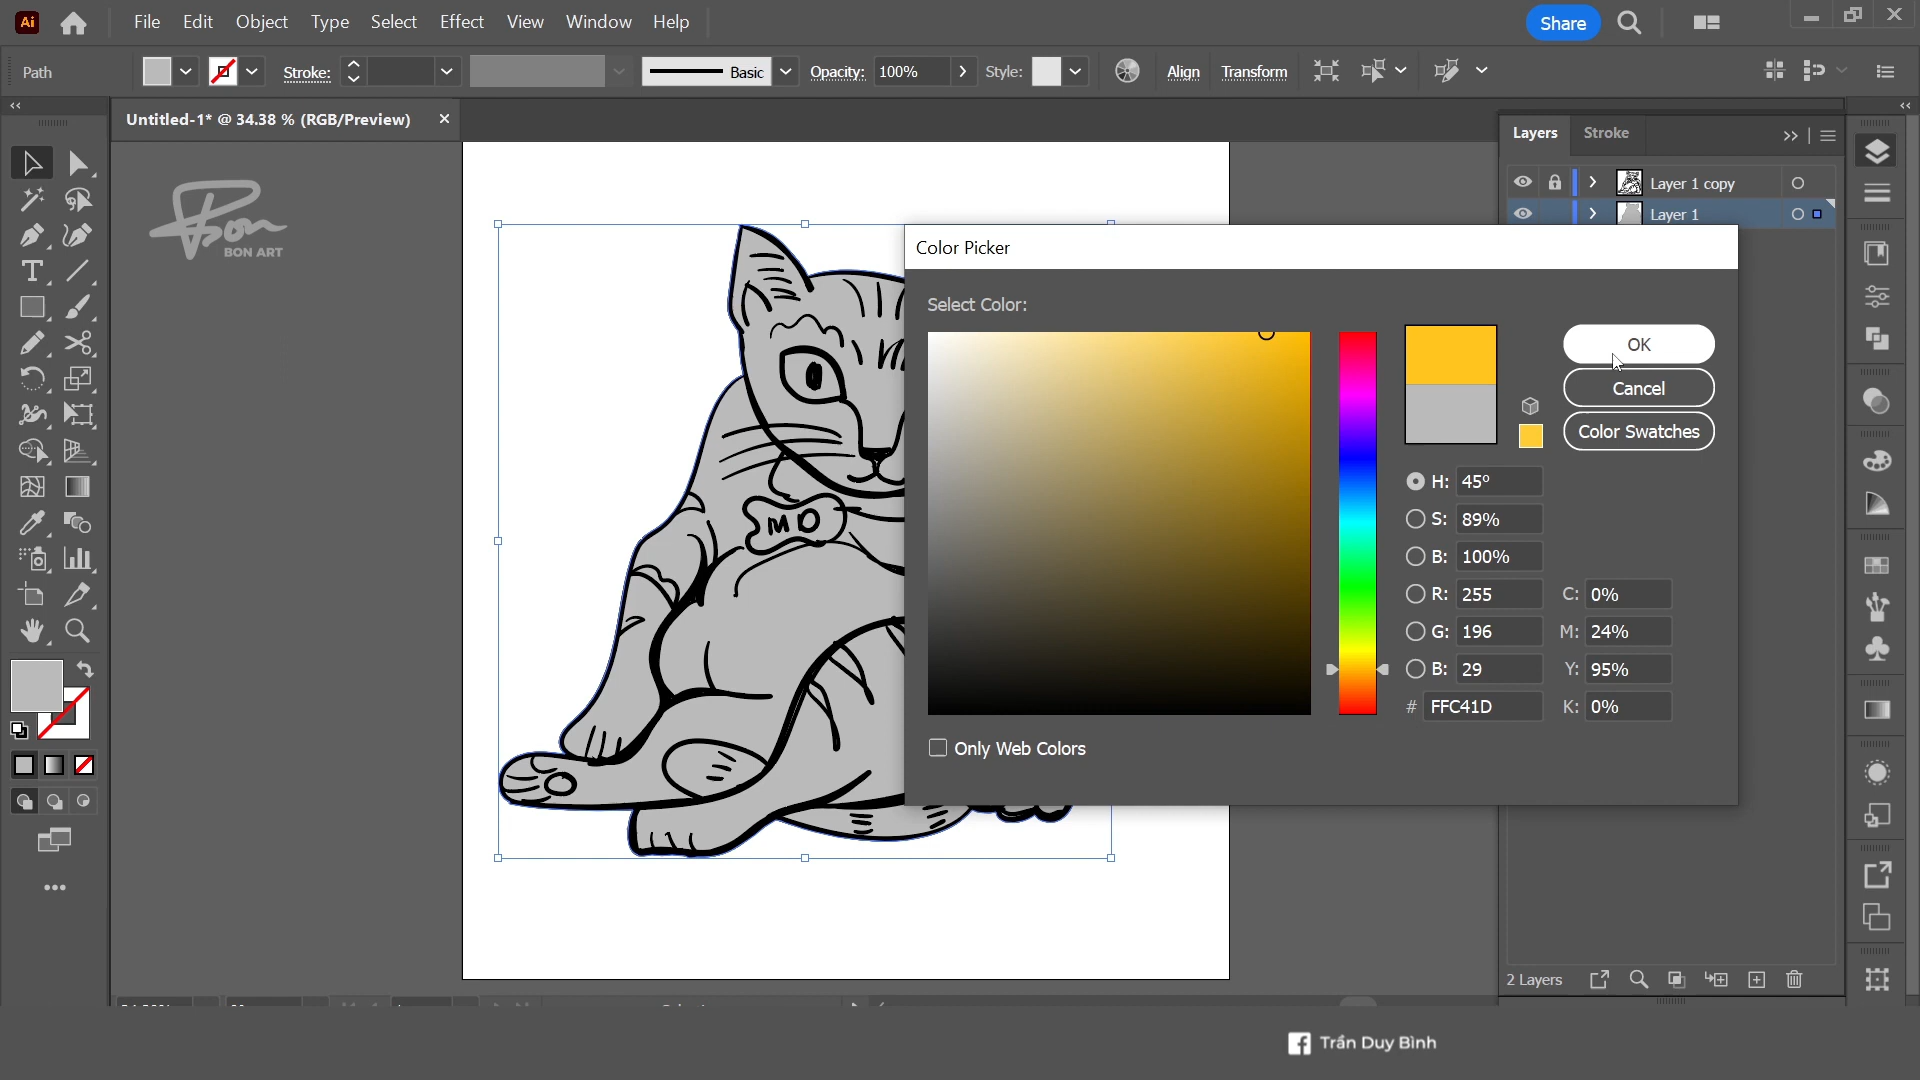 Ai File Edit Object Type Select Effect View Window Help Share
Path Stroke: Basic Opacity: 100% Style: Align Transform
Untitled-1* @ 34.38 % (RGB/Preview)
Layers Stroke
Layer 1 copy
Layer 1
Bon
BON ART
Color Picker
Select Color:
OK
Cancel
Color Swatches
H: 45º
S: 89%
B: 100%
R: 255 C: 0%
G: 196 M: 24%
B: 29 Y: 95%
# FFC41D K: 0%
Only Web Colors
MO
2 Layers
Trần Duy Bình